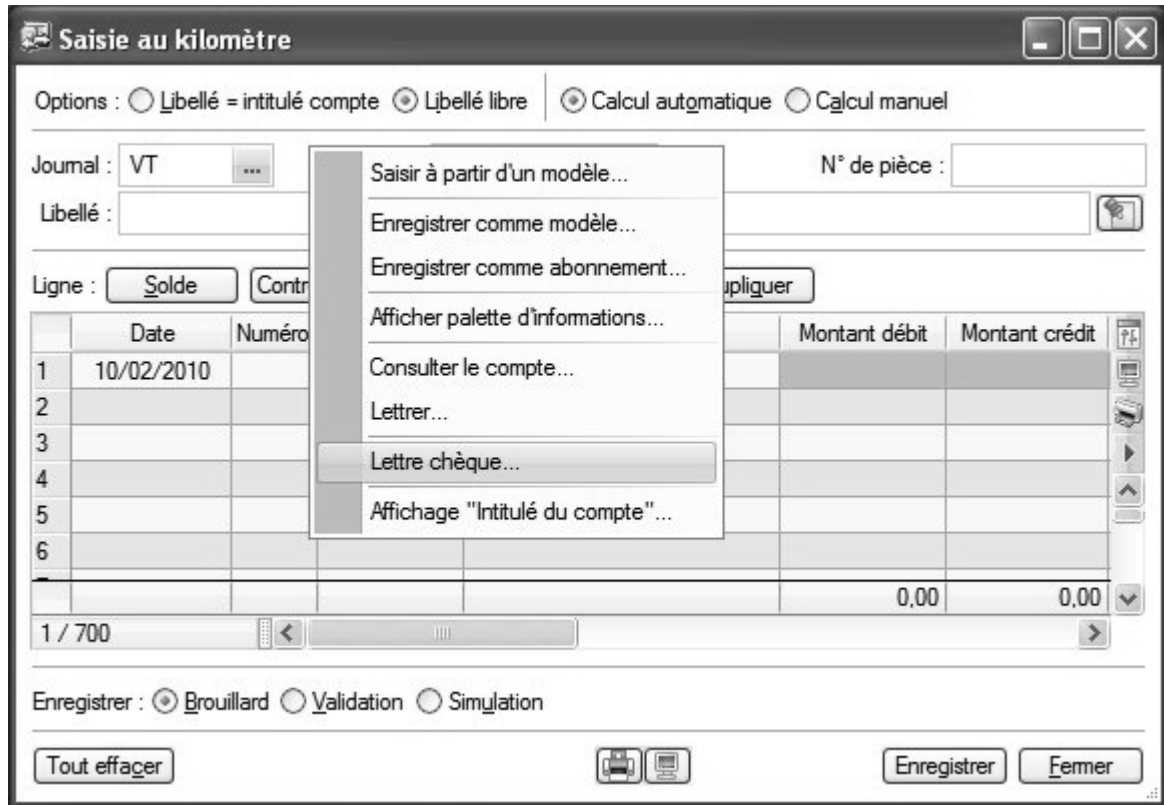 Saisie au kilomètre
Options : Libellé = intitulé compte Libellé libre Calcul automatique Calcul manuel
Journal : VT ... N° de pièce :
Libellé :
Saisir à partir d'un modèle...
Enregistrer comme modèle...
Enregistrer comme abonnement...
Afficher palette d'informations...
Consulter le compte...
Lettrer...
Lettre chèque...
Affichage "Intitulé du compte"...
Ligne : Solde Contr upliguer
Date Numéro Montant débit Montant crédit
1 10/02/2010
2
3
4
5
6
0,00 0,00
1 / 700
Enregistrer : Brouillard Validation Simulation
Tout effacer Enregistrer Fermer